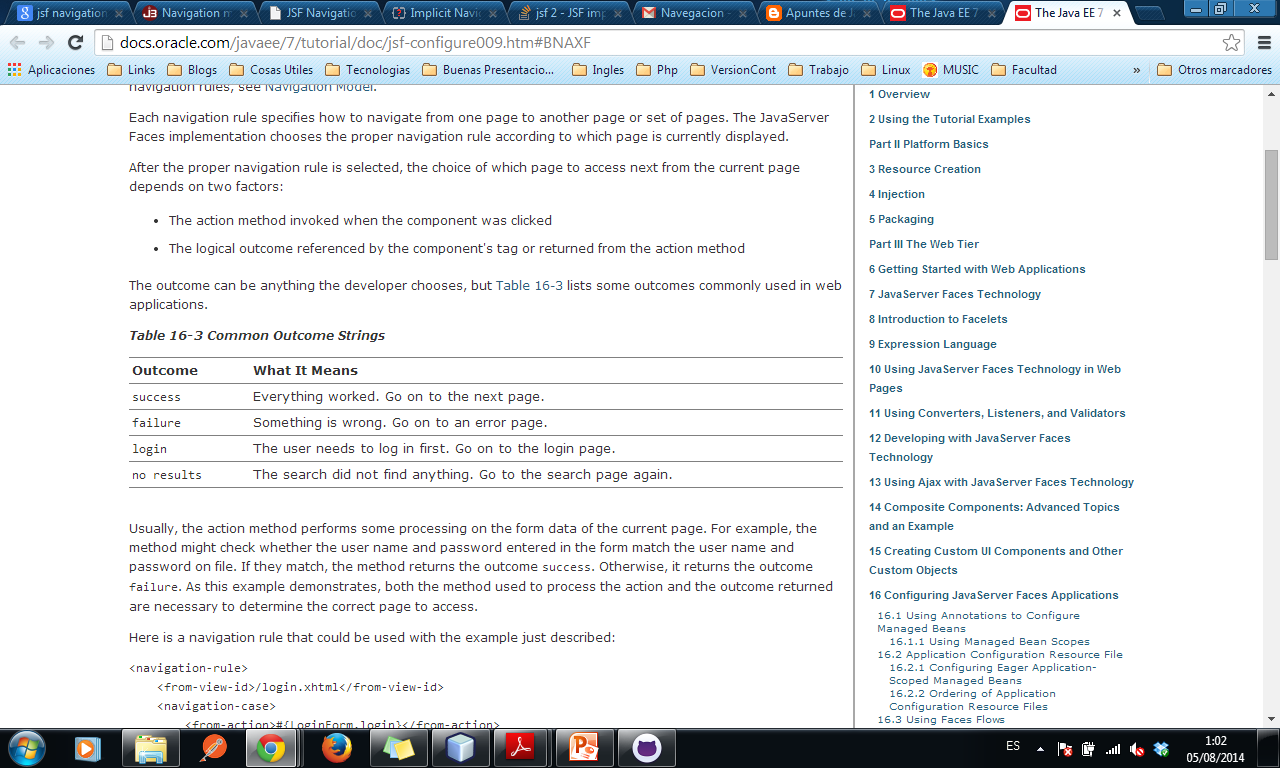 jsf navigation
Navigation m
JSF Navigatio
Implicit Navig
jsf 2 - JSF imp
Navegacion -
Apuntes de J
The Java EE 7
The Java EE 7
docs.oracle.com/javaee/7/tutorial/doc/jsf-configure009.htm#BNAXF
Aplicaciones
Links
Blogs
Cosas Utiles
Tecnologias
Buenas Presentacio...
Ingles
Php
VersionCont
Trabajo
Linux
MUSIC
Facultad
»
Otros marcadores
navigation rules, see Navigation Model.
Each navigation rule specifies how to navigate from one page to another page or set of pages. The JavaServer
Faces implementation chooses the proper navigation rule according to which page is currently displayed.
After the proper navigation rule is selected, the choice of which page to access next from the current page
depends on two factors:
• The action method invoked when the component was clicked
• The logical outcome referenced by the component's tag or returned from the action method
The outcome can be anything the developer chooses, but Table 16-3 lists some outcomes commonly used in web
applications.
Table 16-3 Common Outcome Strings
Outcome What It Means
success Everything worked. Go on to the next page.
failure Something is wrong. Go on to an error page.
login The user needs to log in first. Go on to the login page.
no results The search did not find anything. Go to the search page again.
Usually, the action method performs some processing on the form data of the current page. For example, the
method might check whether the user name and password entered in the form match the user name and
password on file. If they match, the method returns the outcome success. Otherwise, it returns the outcome
failure. As this example demonstrates, both the method used to process the action and the outcome returned
are necessary to determine the correct page to access.
Here is a navigation rule that could be used with the example just described:
<navigation-rule>
<from-view-id>/login.xhtml</from-view-id>
<navigation-case>
<from-action>#{LoginForm.login}</from-action>
1 Overview
2 Using the Tutorial Examples
Part II Platform Basics
3 Resource Creation
4 Injection
5 Packaging
Part III The Web Tier
6 Getting Started with Web Applications
7 JavaServer Faces Technology
8 Introduction to Facelets
9 Expression Language
10 Using JavaServer Faces Technology in Web
Pages
11 Using Converters, Listeners, and Validators
12 Developing with JavaServer Faces
Technology
13 Using Ajax with JavaServer Faces Technology
14 Composite Components: Advanced Topics
and an Example
15 Creating Custom UI Components and Other
Custom Objects
16 Configuring JavaServer Faces Applications
16.1 Using Annotations to Configure
Managed Beans
16.1.1 Using Managed Bean Scopes
16.2 Application Configuration Resource File
16.2.1 Configuring Eager Application-
Scoped Managed Beans
16.2.2 Ordering of Application
Configuration Resource Files
16.3 Using Faces Flows
ES
1:02
05/08/2014